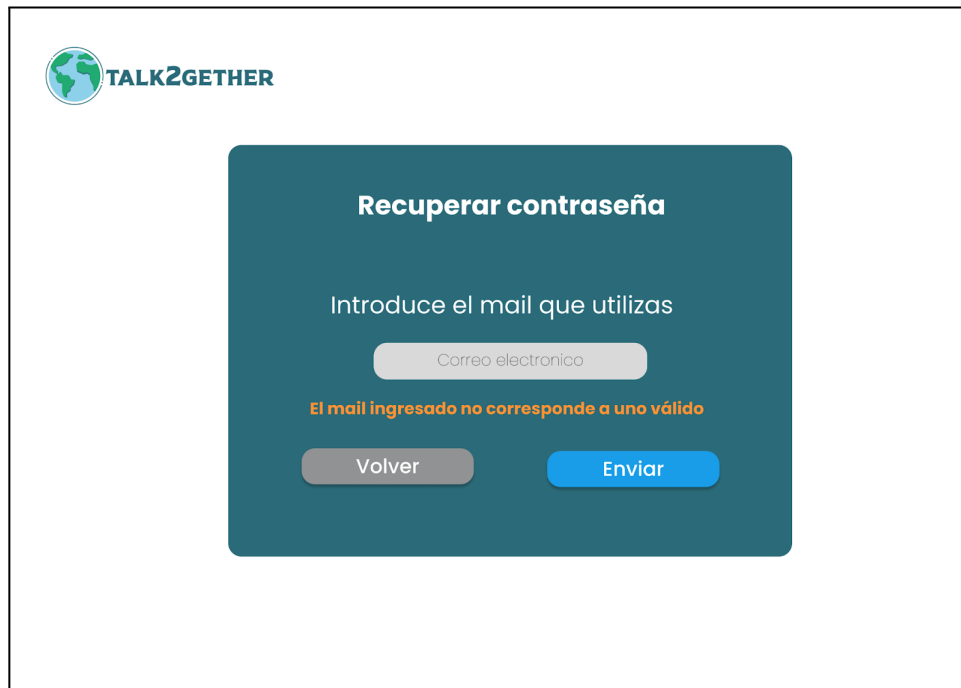 TALK2GETHER
Recuperar contraseña
Introduce el mail que utilizas
Correo electronico
El mail ingresado no corresponde a uno válido
Volver
Enviar